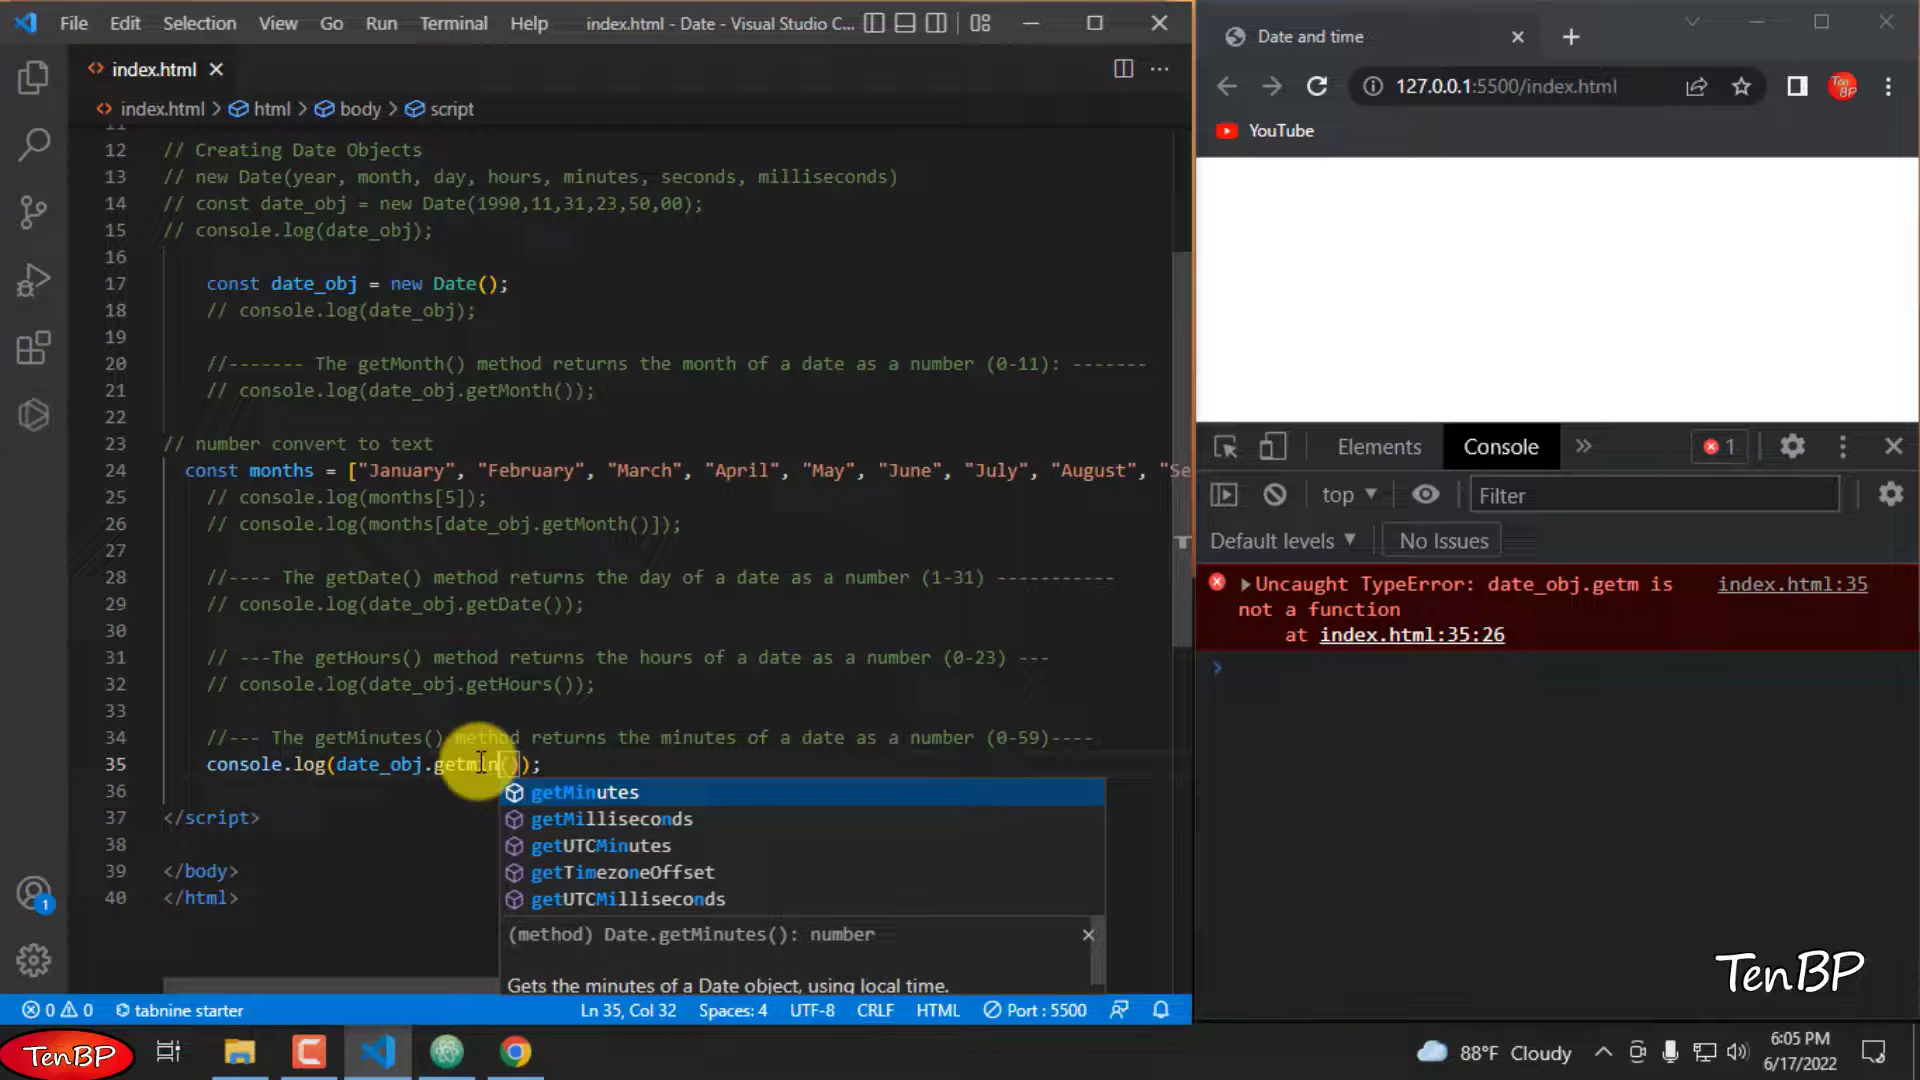 File Edit Selection View Go Run Terminal Help index.html - Date - Visual Studio C...
index.html
index.html > html > body > script
11
12 // Creating Date Objects
13 // new Date(year, month, day, hours, minutes, seconds, milliseconds)
14 // const date_obj = new Date(1990,11,31,23,50,00);
15 // console.log(date_obj);
16
17 const date_obj = new Date();
18 // console.log(date_obj);
19
20 //------- The getMonth() method returns the month of a date as a number (0-11): -------
21 // console.log(date_obj.getMonth());
22
23 // number convert to text
24 const months = ["January", "February", "March", "April", "May", "June", "July", "August", "Se
25 // console.log(months[5]);
26 // console.log(months[date_obj.getMonth()]);
27
28 //---- The getDate() method returns the day of a date as a number (1-31) -----------
29 // console.log(date_obj.getDate());
30
31 // ---The getHours() method returns the hours of a date as a number (0-23) ---
32 // console.log(date_obj.getHours());
33
34 //--- The getMinutes() method returns the minutes of a date as a number (0-59)----
35 console.log(date_obj.getmin());
36
37 </script>
38
39 </body>
40 </html>
getMinutes
getMilliseconds
getUTCMinutes
getTimezoneOffset
getUTCMilliseconds
(method) Date.getMinutes(): number
Gets the minutes of a Date object, using local time.
1
0 0 tabnine starter Ln 35, Col 32 Spaces: 4 UTF-8 CRLF HTML Port : 5500
Date and time
127.0.0.1:5500/index.html
Ten
BP
YouTube
Elements Console 1
top Filter
Default levels No Issues
Uncaught TypeError: date_obj.getm is index.html:35
not a function
at index.html:35:26
TenBP
TenBP
88°F Cloudy
6:05 PM
6/17/2022